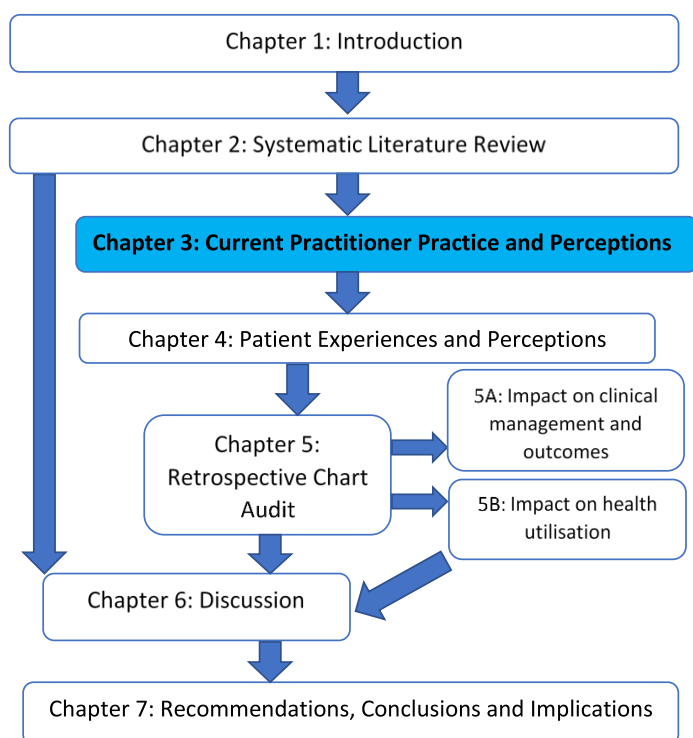 Chapter 1: Introduction
Chapter 2: Systematic Literature Review
Chapter 3: Current Practitioner Practice and Perceptions
Chapter 4: Patient Experiences and Perceptions
Chapter 5:
Retrospective Chart
Audit
5A: Impact on clinical
management and
outcomes
5B: Impact on health
utilisation
Chapter 6: Discussion
Chapter 7: Recommendations, Conclusions and Implications